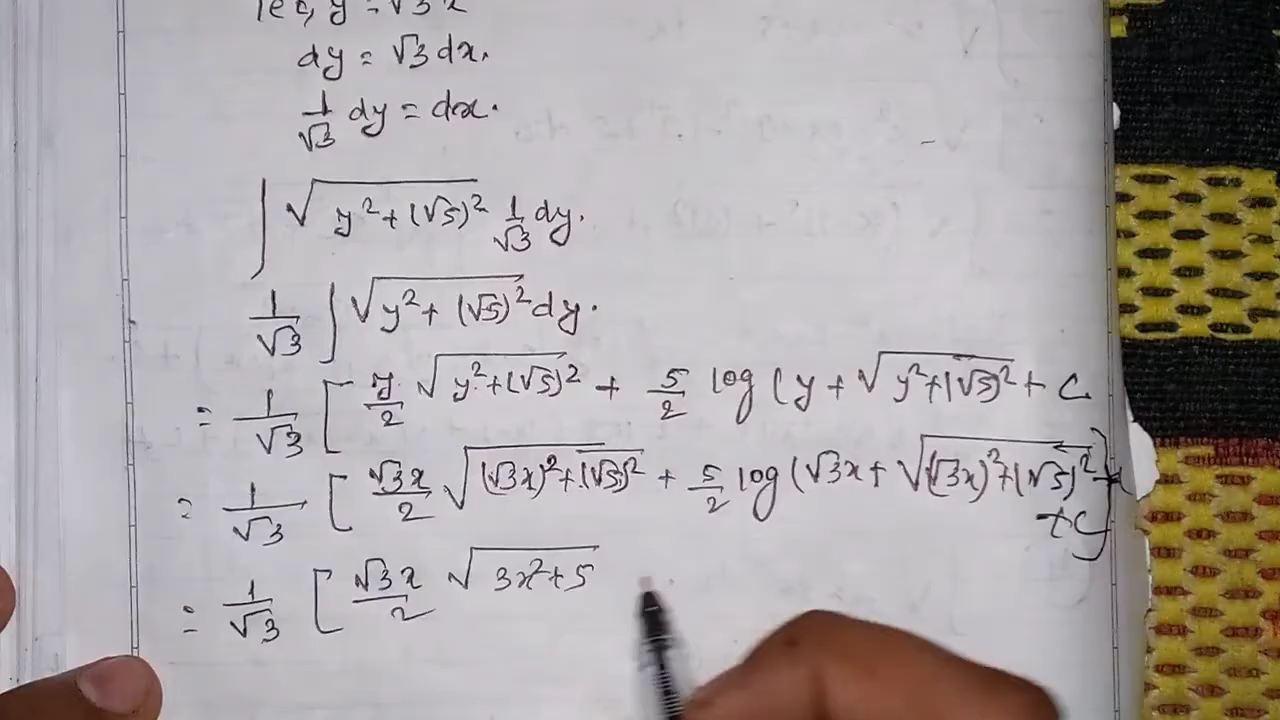 let, y = √3 x
dy = √3 dx.
1/√3 dy = dx.
∫ √(y² + (√5)²) 1/√3 dy.
1/√3 ∫ √(y² + (√5)²) dy.
= 1/√3 [ y/2 √(y² + (√5)²) + 5/2 log (y + √(y² + (√5)²) + C
= 1/√3 [ √3x/2 √((√3x)² + (√5)²) + 5/2 log (√3x + √((√3x)² + (√5)²)
+ C]
= 1/√3 [ √3x/2 √(3x² + 5)